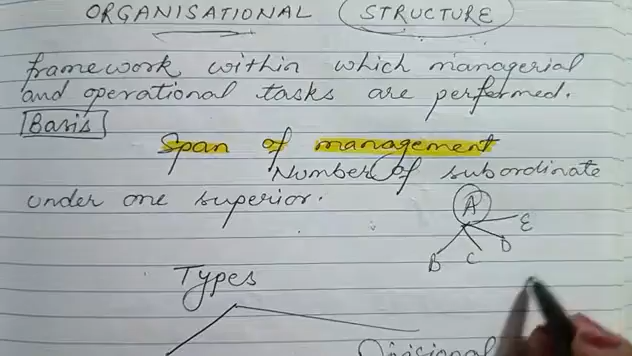 ORGANISATIONAL STRUCTURE
framework within which managerial
and operational tasks are performed.
Basis
Span of management
Number of subordinate
under one superior.
A
E
D
B C
Types